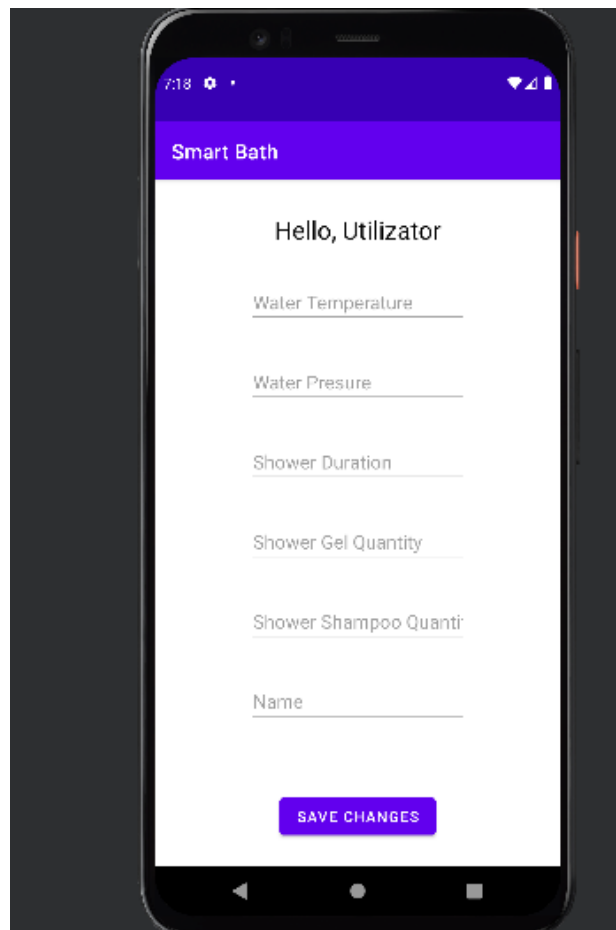 7:18
Smart Bath
Hello, Utilizator
Water Temperature
Water Presure
Shower Duration
Shower Gel Quantity
Shower Shampoo Quanti
Name
SAVE CHANGES